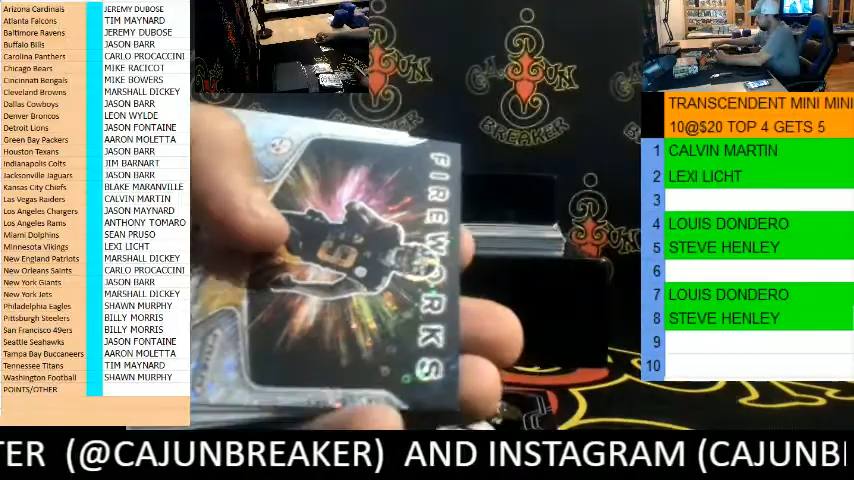 Arizona Cardinals JEREMY DUBOSE
Atlanta Falcons TIM MAYNARD
Baltimore Ravens JEREMY DUBOSE
Buffalo Bills JASON BARR
Carolina Panthers CARLO PROCACCINI
Chicago Bears MIKE RACICOT
Cincinnati Bengals MIKE BOWERS
Cleveland Browns MARSHALL DICKEY
Dallas Cowboys JASON BARR
Denver Broncos LEON WYLDE
Detroit Lions JASON FONTAINE
Green Bay Packers AARON MOLETTA
Houston Texans JASON BARR
Indianapolis Colts JIM BARNART
Jacksonville Jaguars JASON BARR
Kansas City Chiefs BLAKE MARANVILLE
Las Vegas Raiders CALVIN MARTIN
Los Angeles Chargers JASON MAYNARD
Los Angeles Rams ANTHONY TOMARO
Miami Dolphins SEAN PRUSO
Minnesota Vikings LEXI LICHT
New England Patriots MARSHALL DICKEY
New Orleans Saints CARLO PROCACCINI
New York Giants JASON BARR
New York Jets MARSHALL DICKEY
Philadelphia Eagles SHAWN MURPHY
Pittsburgh Steelers BILLY MORRIS
San Francisco 49ers BILLY MORRIS
Seattle Seahawks JASON FONTAINE
Tampa Bay Buccaneers AARON MOLETTA
Tennessee Titans TIM MAYNARD
Washington Football SHAWN MURPHY
POINTS/OTHER
FIREWORKS
BREAKER
TRANSCENDENT MINI MINI
10@$20 TOP 4 GETS 5
1 CALVIN MARTIN
2 LEXI LICHT
3
4 LOUIS DONDERO
5 STEVE HENLEY
6
7 LOUIS DONDERO
8 STEVE HENLEY
9
10
TER (@CAJUNBREAKER) AND INSTAGRAM (CAJUNB